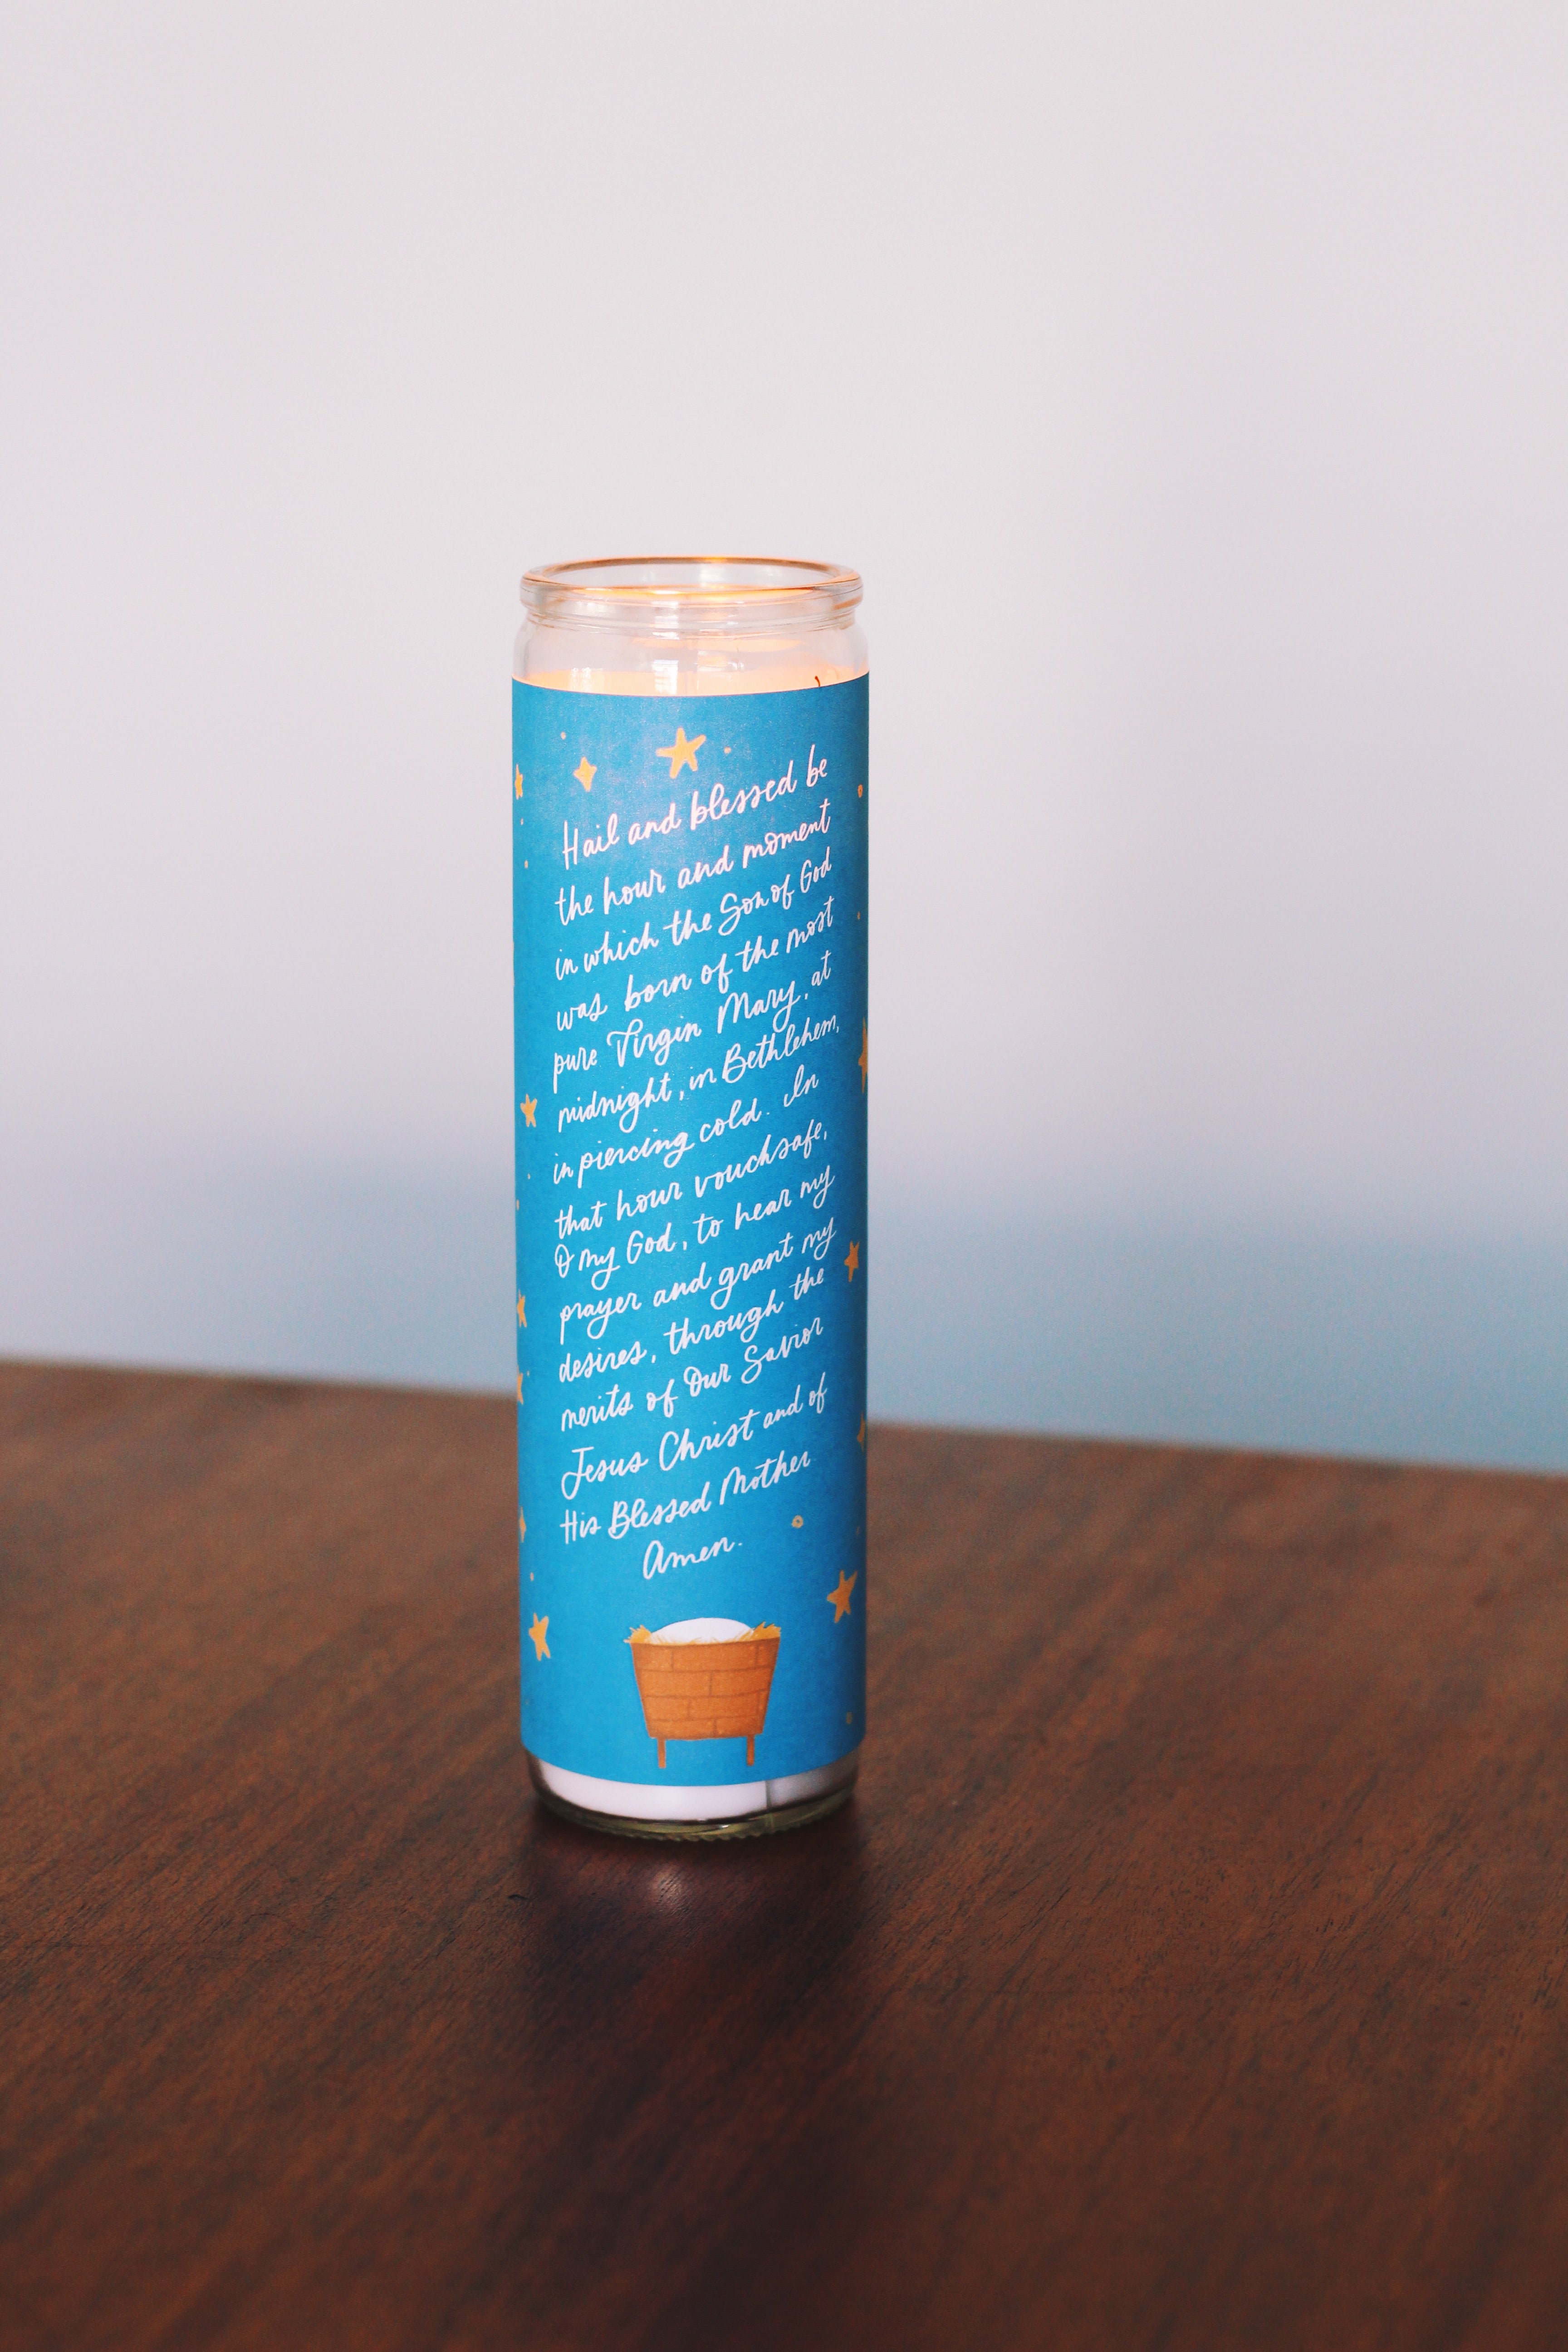 Hail and blessed be
the hour and moment
in which the Son of God
was born of the most
pure Virgin Mary, at
midnight, in Bethlehem,
in piercing cold. In
that hour vouchsafe,
O my God, to hear my
prayer and grant my
desires, through the
merits of Our Savior
Jesus Christ and of
His Blessed Mother.
Amen.